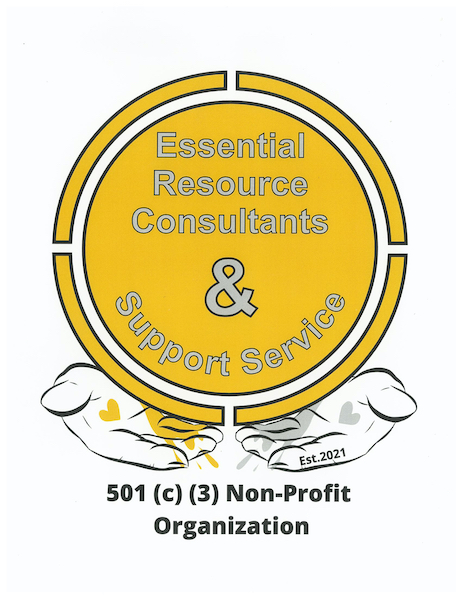 Essential
Resource
Consultants
&
Support Service
Est.2021
501 (c) (3) Non-Profit
Organization